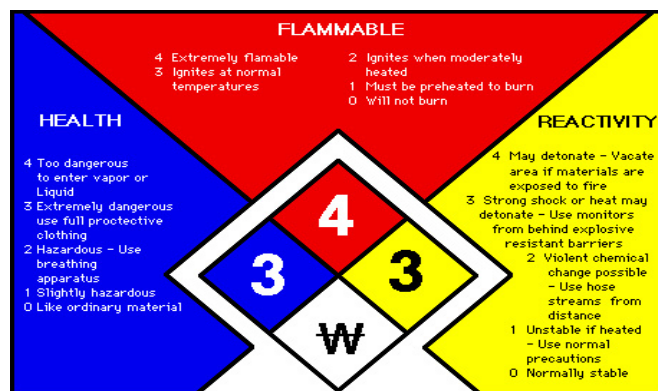 FLAMMABLE
4 Extremely flamable
3 Ignites at normal
temperatures
2 Ignites when moderately
heated
1 Must be preheated to burn
0 Will not burn
HEALTH
4 Too dangerous
to enter vapor or
Liquid
3 Extremely dangerous
use full proctective
clothing
2 Hazardous - Use
breathing
apparatus
1 Slightly hazardous
0 Like ordinary material
REACTIVITY
4 May detonate - Vacate
area if materials are
exposed to fire
3 Strong shock or heat may
detonate - Use monitors
from behind explosive
resistant barriers
2 Violent chemical
change possible
- Use hose
streams from
distance
1 Unstable if heated
- Use normal
precautions
0 Normally stable
4
3
3
W